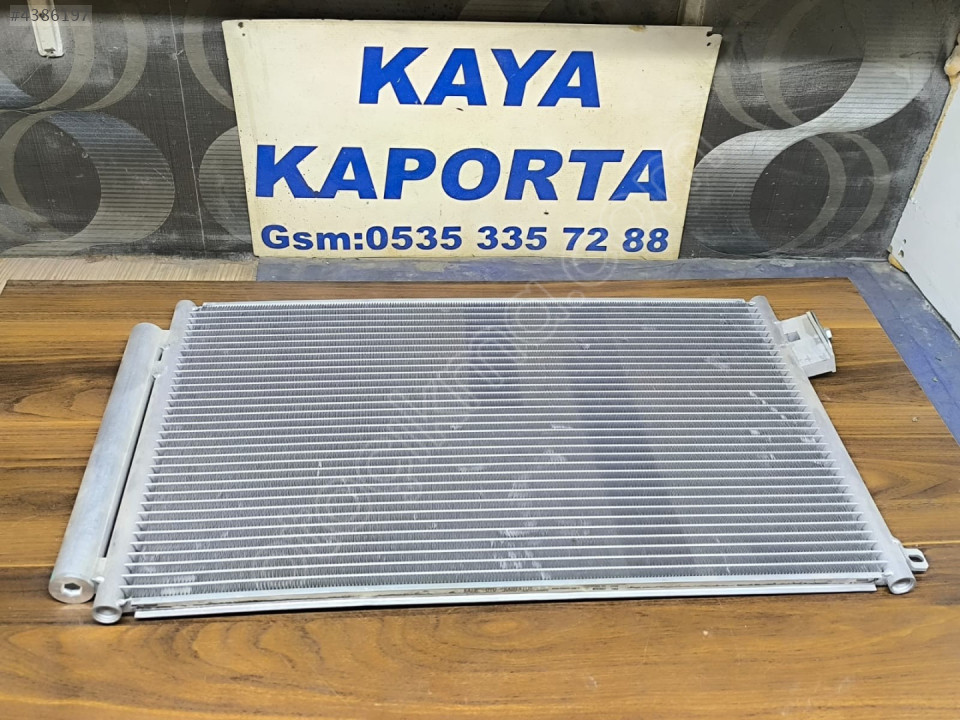 #4386197
KAYA
KAPORTA
Gsm:0535 335 72 88